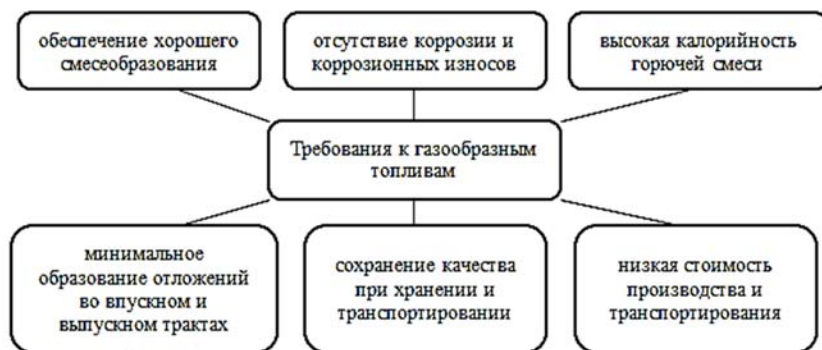 обеспечение хорошего
смесеобразования
отсутствие коррозии и
коррозионных износов
высокая калорийность
горючей смеси
Требования к газообразным
топливам
минимальное
образование отложений
во впускном и
выпускном трактах
сохранение качества
при хранении и
транспортировании
низкая стоимость
производства и
транспортирования